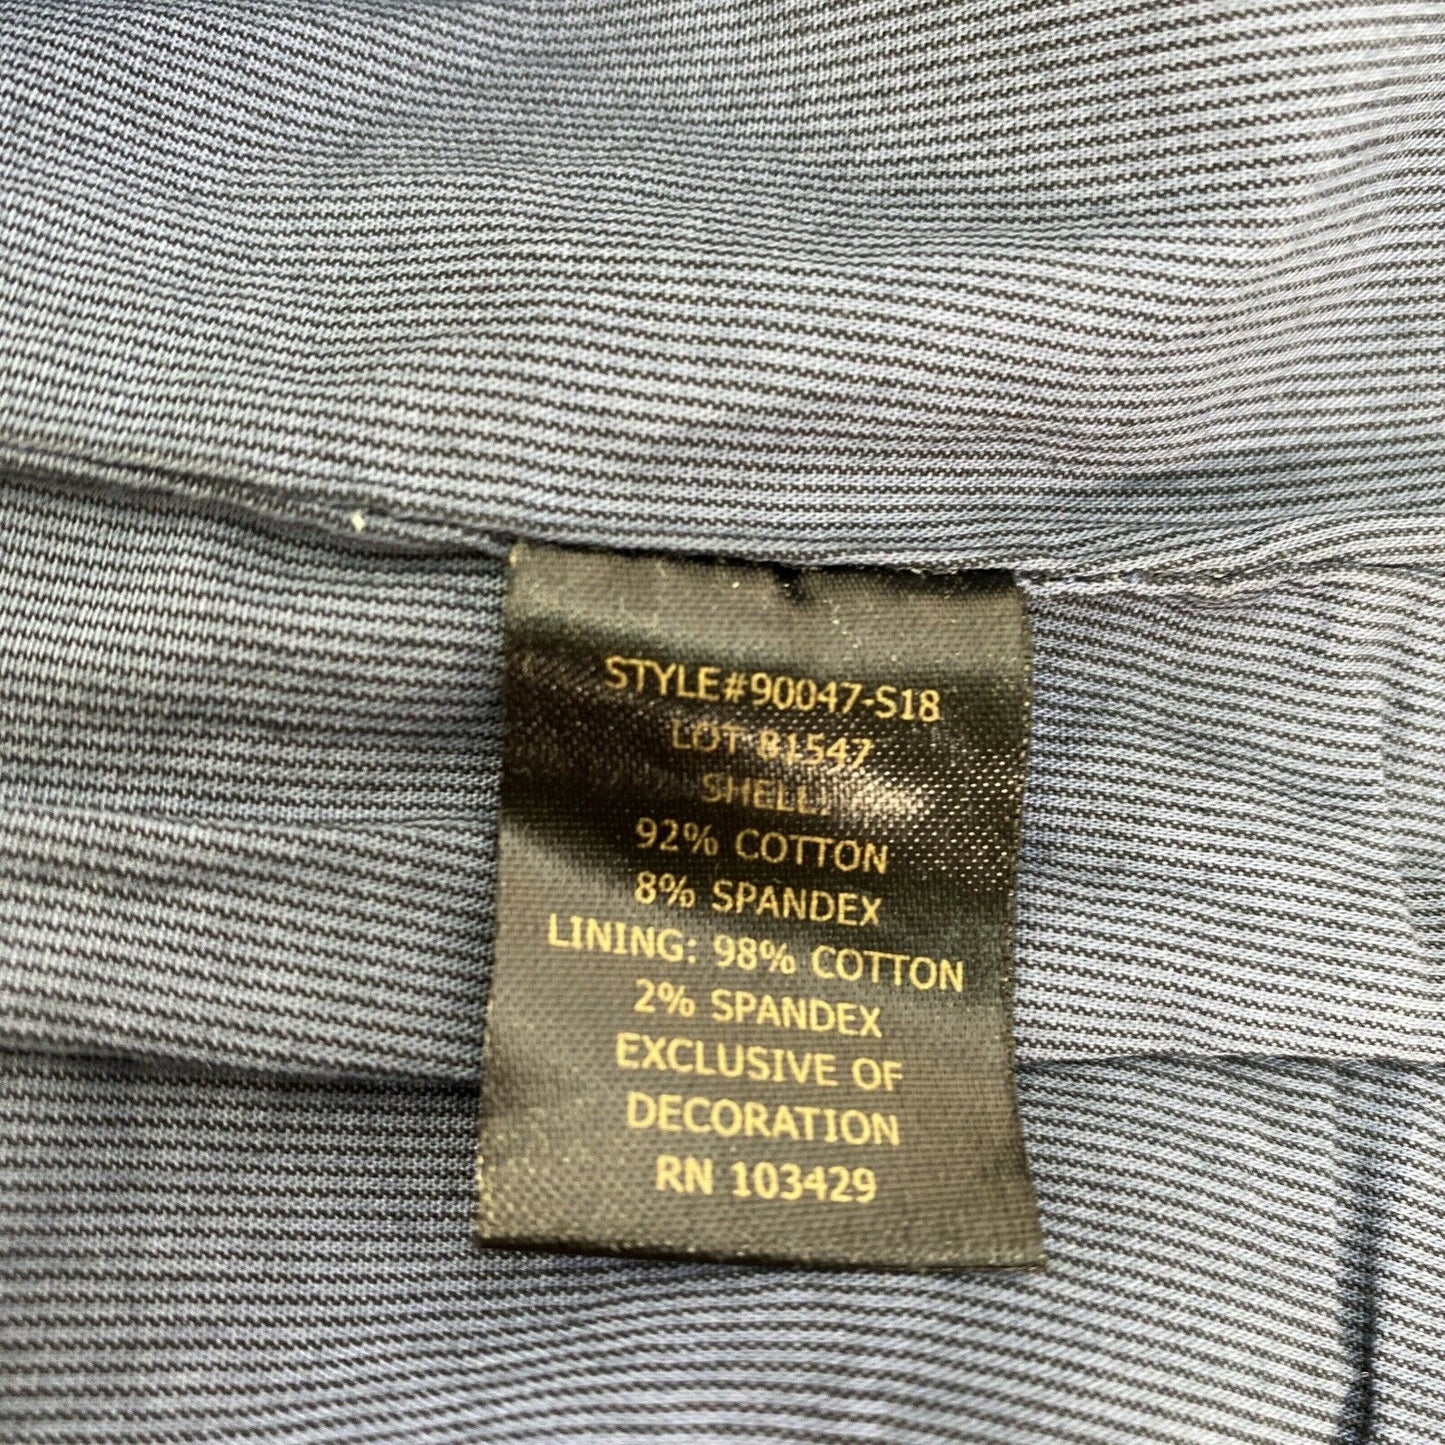 STYLE#90047-S18
LOT 81547
SHELL:
92% COTTON
8% SPANDEX
LINING: 98% COTTON
2% SPANDEX
EXCLUSIVE OF
DECORATION
RN 103429